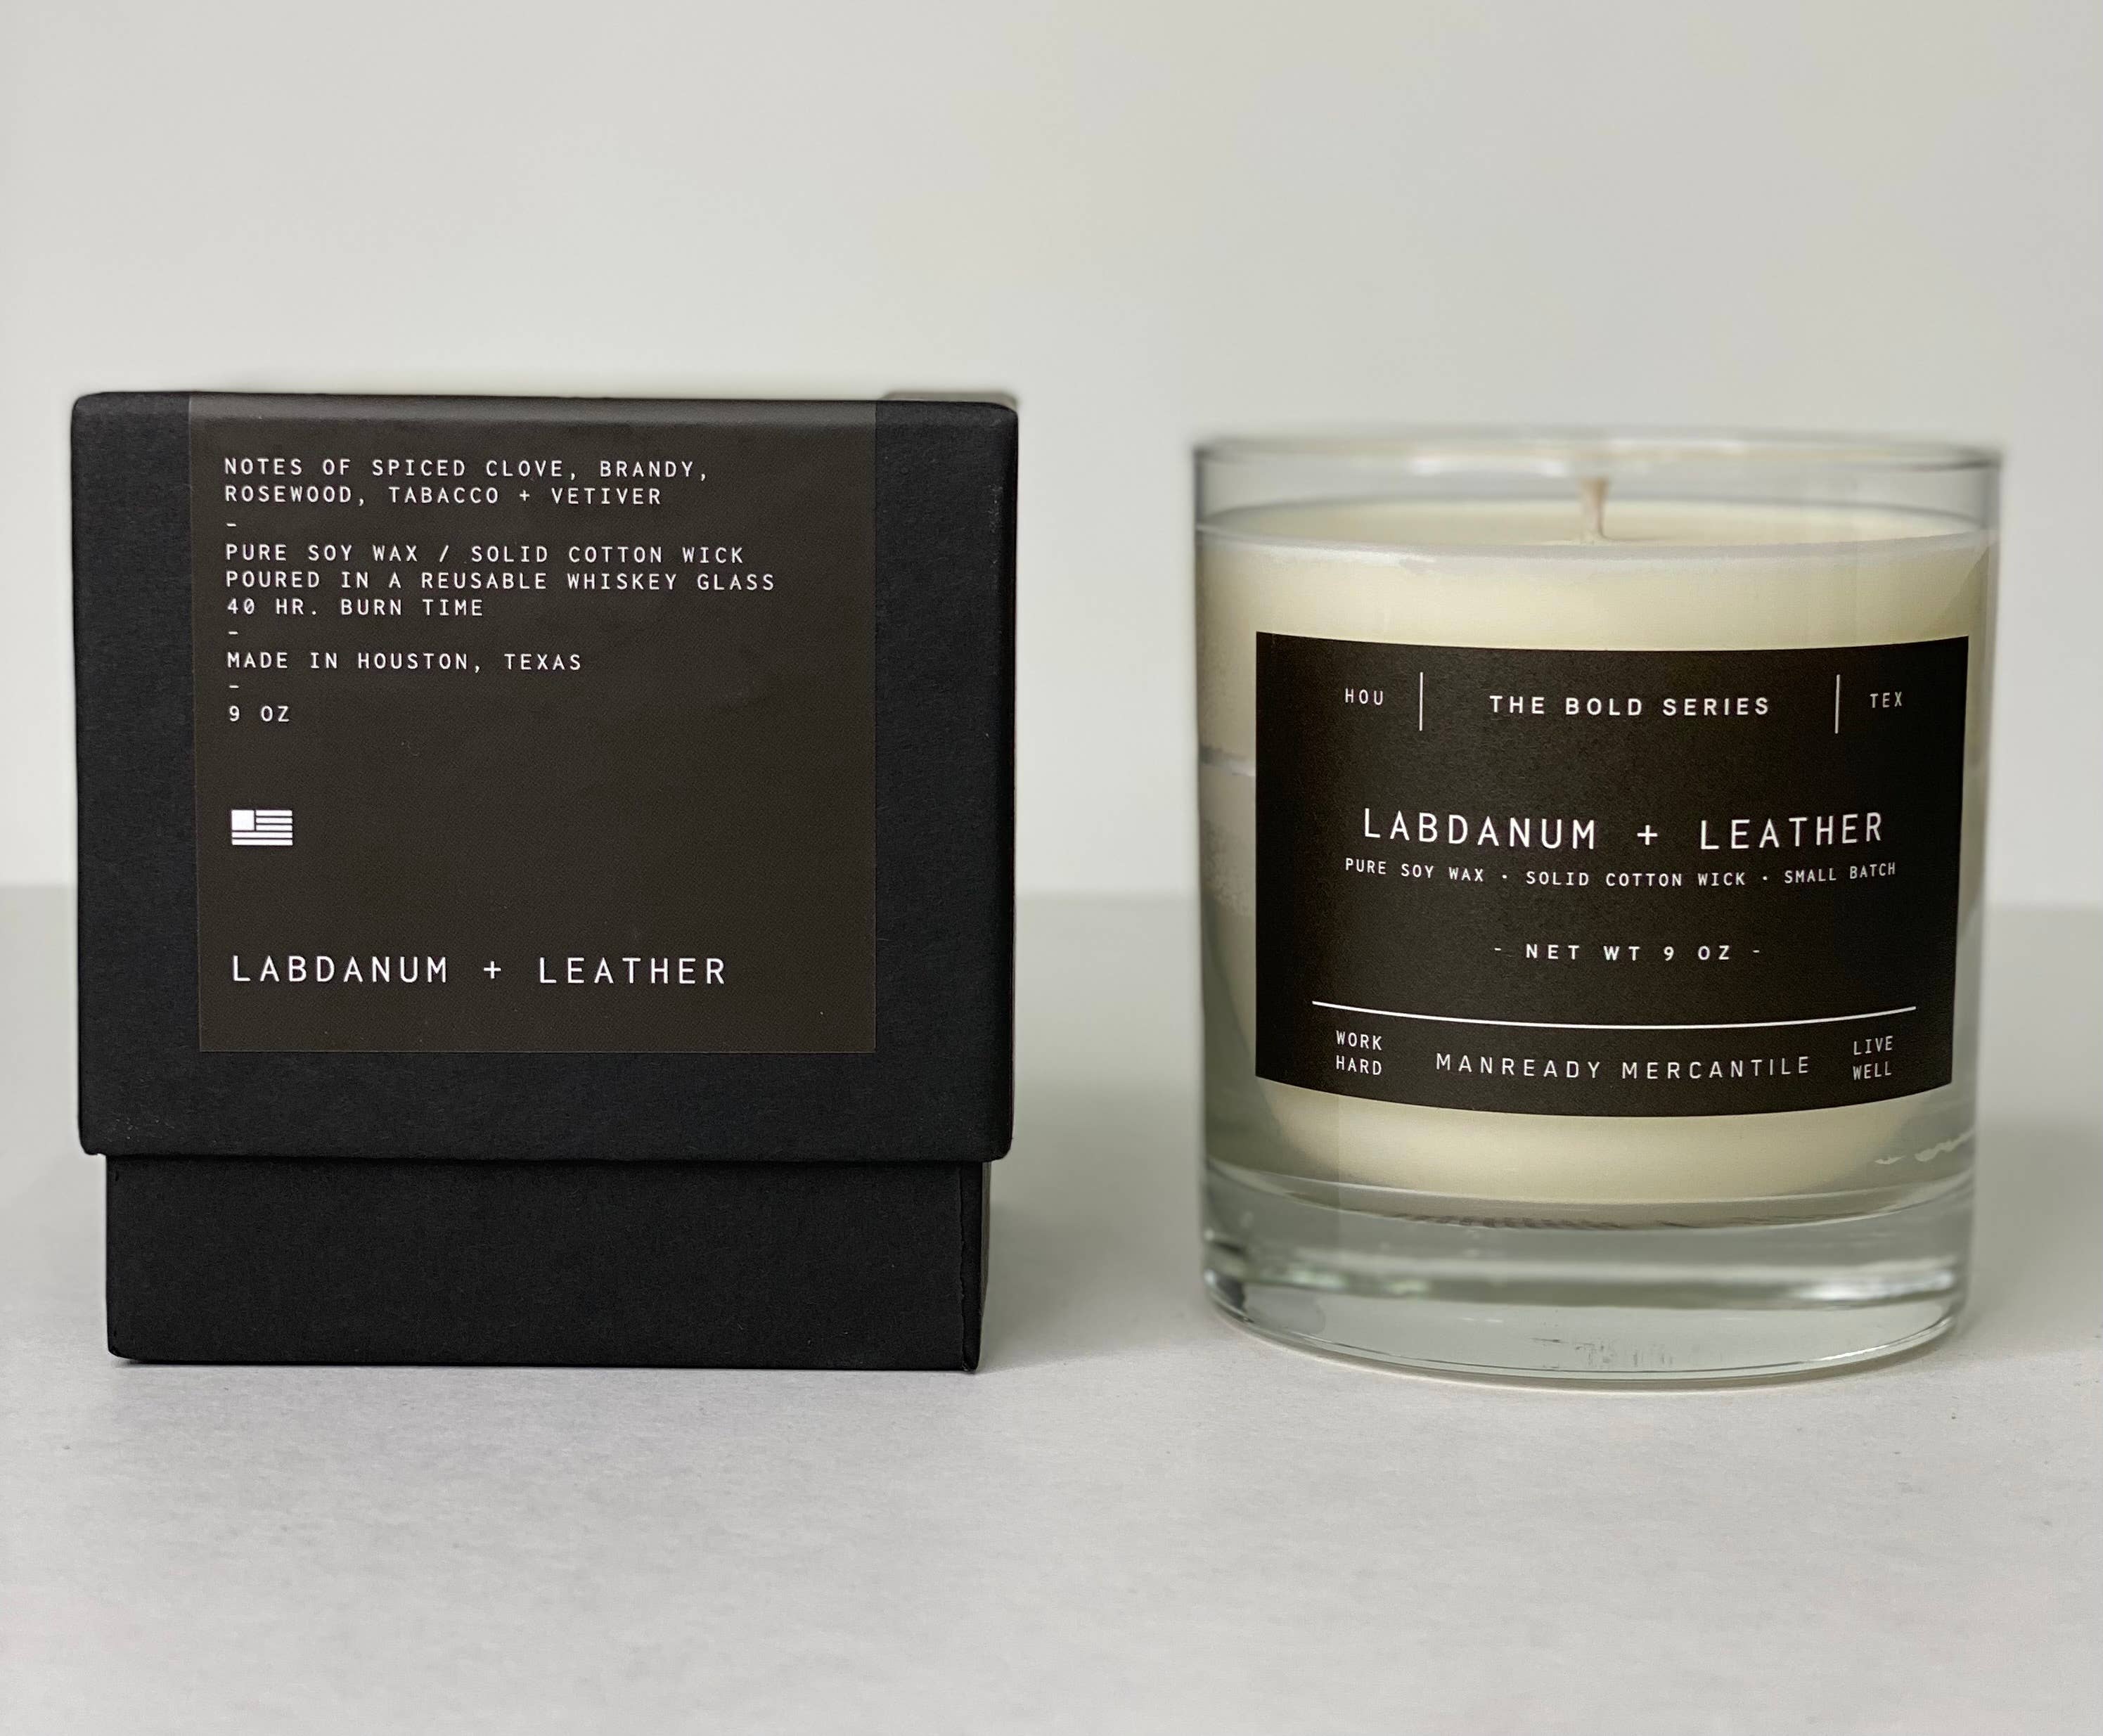 NOTES OF SPICED CLOVE, BRANDY,
ROSEWOOD, TABACCO + VETIVER
-
PURE SOY WAX / SOLID COTTON WICK
POURED IN A REUSABLE WHISKEY GLASS
40 HR. BURN TIME
-
MADE IN HOUSTON, TEXAS
-
9 OZ
LABDANUM + LEATHER
HOU | THE BOLD SERIES | TEX
LABDANUM + LEATHER
PURE SOY WAX · SOLID COTTON WICK · SMALL BATCH
- NET WT 9 OZ -
WORK
HARD
MANREADY MERCANTILE
LIVE
WELL